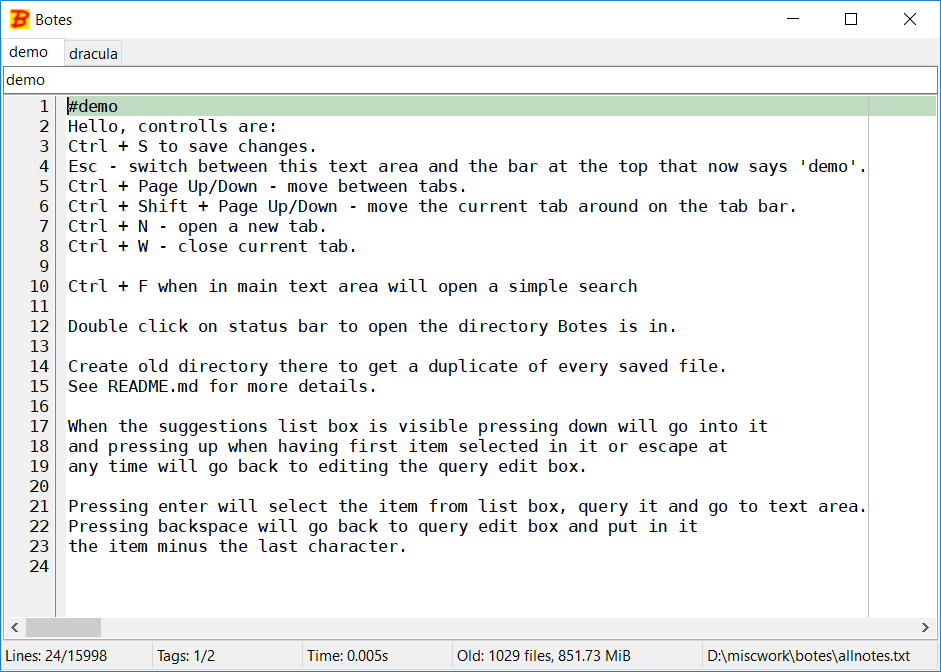 B Botes
demo dracula
demo
1 #demo
2 Hello, controlls are:
3 Ctrl + S to save changes.
4 Esc - switch between this text area and the bar at the top that now says 'demo'.
5 Ctrl + Page Up/Down - move between tabs.
6 Ctrl + Shift + Page Up/Down - move the current tab around on the tab bar.
7 Ctrl + N - open a new tab.
8 Ctrl + W - close current tab.
9
10 Ctrl + F when in main text area will open a simple search
11
12 Double click on status bar to open the directory Botes is in.
13
14 Create old directory there to get a duplicate of every saved file.
15 See README.md for more details.
16
17 When the suggestions list box is visible pressing down will go into it
18 and pressing up when having first item selected in it or escape at
19 any time will go back to editing the query edit box.
20
21 Pressing enter will select the item from list box, query it and go to text area.
22 Pressing backspace will go back to query edit box and put in it
23 the item minus the last character.
24
Lines: 24/15998 Tags: 1/2 Time: 0.005s Old: 1029 files, 851.73 MiB D:\miscwork\botes\allnotes.txt